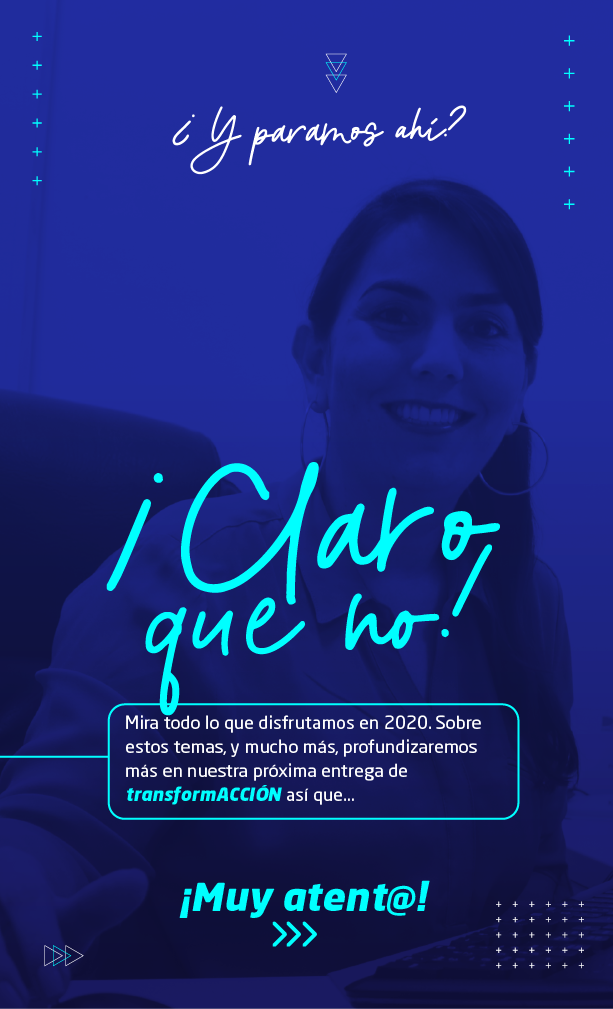 ¿Y paramos ahí?
¡Claro
que no!
Mira todo lo que disfrutamos en 2020. Sobre
estos temas, y mucho más, profundizaremos
más en nuestra próxima entrega de
transformACCIÓN así que...
¡Muy atent@!